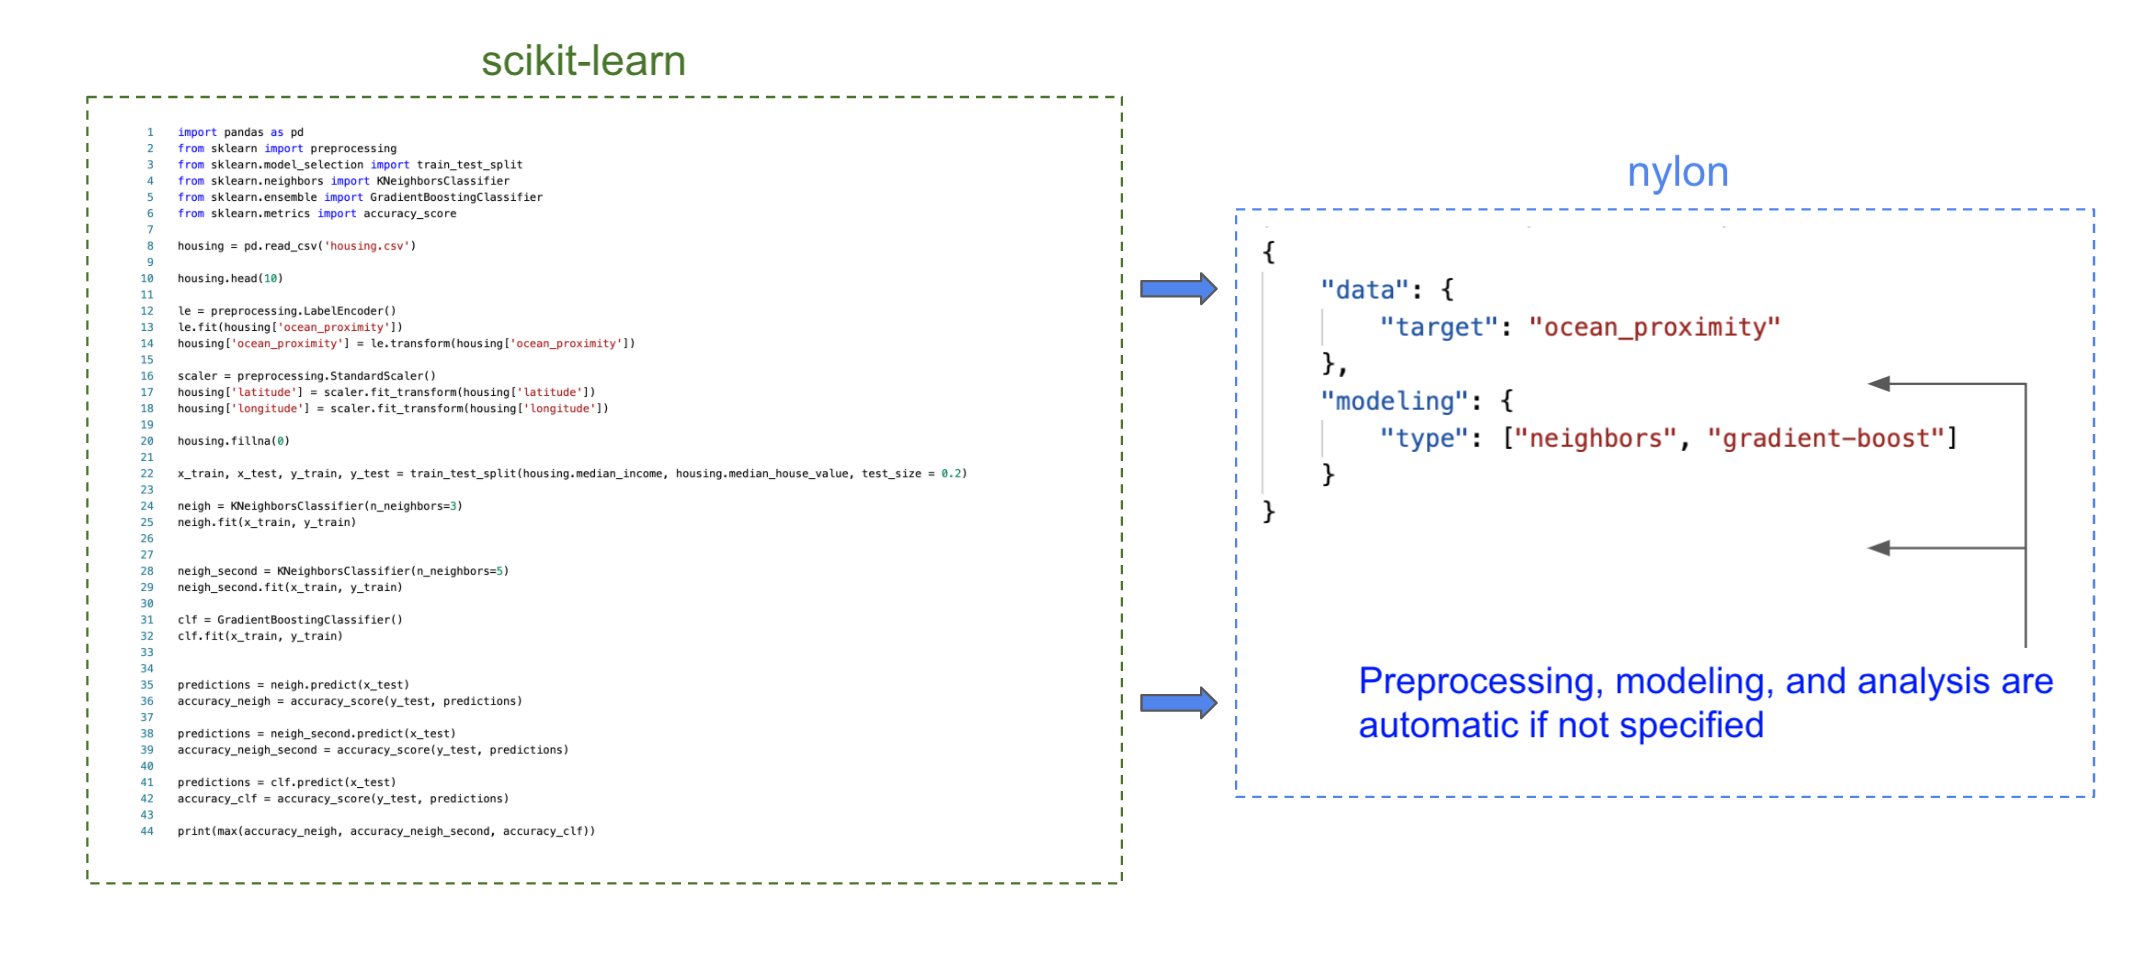 scikit-learn
1 import pandas as pd
2 from sklearn import preprocessing
3 from sklearn.model_selection import train_test_split
4 from sklearn.neighbors import KNeighborsClassifier
5 from sklearn.ensemble import GradientBoostingClassifier
6 from sklearn.metrics import accuracy_score
7
8 housing = pd.read_csv('housing.csv')
9
10 housing.head(10)
11
12 le = preprocessing.LabelEncoder()
13 le.fit(housing['ocean_proximity'])
14 housing['ocean_proximity'] = le.transform(housing['ocean_proximity'])
15
16 scaler = preprocessing.StandardScaler()
17 housing['latitude'] = scaler.fit_transform(housing['latitude'])
18 housing['longitude'] = scaler.fit_transform(housing['longitude'])
19
20 housing.fillna(0)
21
22 x_train, x_test, y_train, y_test = train_test_split(housing.median_income, housing.median_house_value, test_size = 0.2)
23
24 neigh = KNeighborsClassifier(n_neighbors=3)
25 neigh.fit(x_train, y_train)
26
27
28 neigh_second = KNeighborsClassifier(n_neighbors=5)
29 neigh_second.fit(x_train, y_train)
30
31 clf = GradientBoostingClassifier()
32 clf.fit(x_train, y_train)
33
34
35 predictions = neigh.predict(x_test)
36 accuracy_neigh = accuracy_score(y_test, predictions)
37
38 predictions = neigh_second.predict(x_test)
39 accuracy_neigh_second = accuracy_score(y_test, predictions)
40
41 predictions = clf.predict(x_test)
42 accuracy_clf = accuracy_score(y_test, predictions)
43
44 print(max(accuracy_neigh, accuracy_neigh_second, accuracy_clf))
nylon
{
"data": {
"target": "ocean_proximity"
},
"modeling": {
"type": ["neighbors", "gradient-boost"]
}
}
Preprocessing, modeling, and analysis are
automatic if not specified